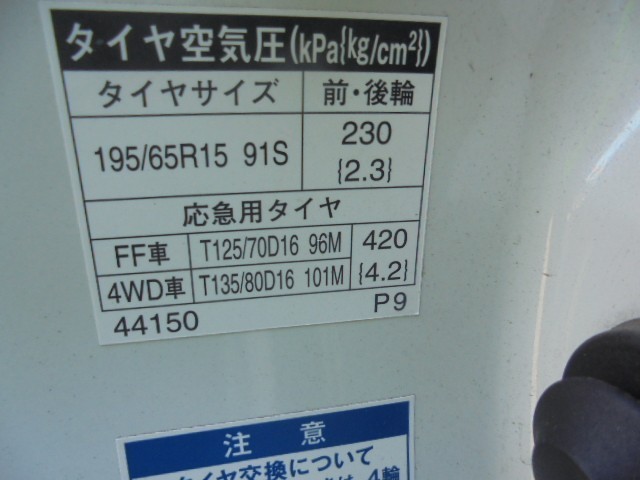 タイヤ空気圧(kPa{kg/cm²})
タイヤサイズ 前・後輪
195/65R15 91S 230
{2.3}
応急用タイヤ
FF車 T125/70D16 96M 420
4WD車 T135/80D16 101M {4.2}
44150 P9
注 意
タイヤ交換について
4輪